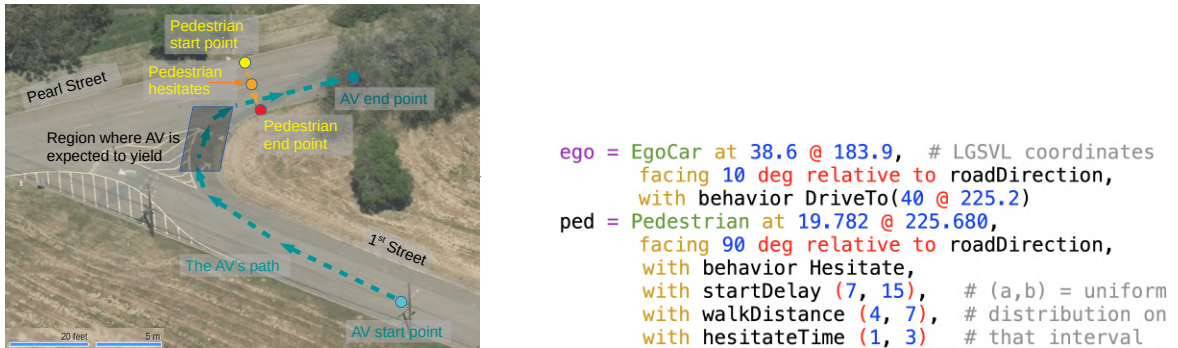 Pedestrian
start point
Pedestrian
hesitates
Pearl Street
AV end point
Region where AV is
expected to yield
Pedestrian
end point
1st Street
The AV's path
AV start point
20 feet
5 m
ego = EgoCar at 38.6 @ 183.9,  # LGSVL coordinates
facing 10 deg relative to roadDirection,
with behavior DriveTo(40 @ 225.2)
ped = Pedestrian at 19.782 @ 225.680,
facing 90 deg relative to roadDirection,
with behavior Hesitate,
with startDelay (7, 15),   # (a,b) = uniform
with walkDistance (4, 7),  # distribution on
with hesitateTime (1, 3)   # that interval